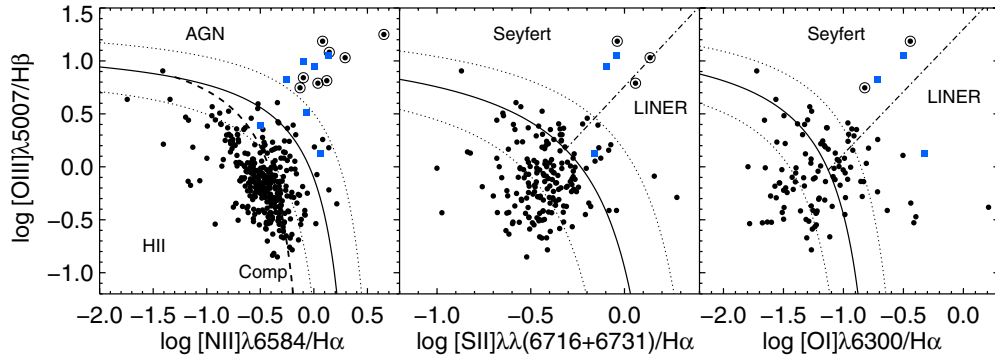 1.5
1.0
0.5
0.0
−0.5
−1.0
log [OIII]λ5007/Hβ
AGN
HII
Comp
Seyfert
LINER
Seyfert
LINER
−2.0 −1.5 −1.0 −0.5 0.0 0.5
−1.0 −0.5 0.0 0.5
−2.0 −1.5 −1.0 −0.5 0.0
log [NII]λ6584/Hα
log [SII]λλ(6716+6731)/Hα
log [OI]λ6300/Hα